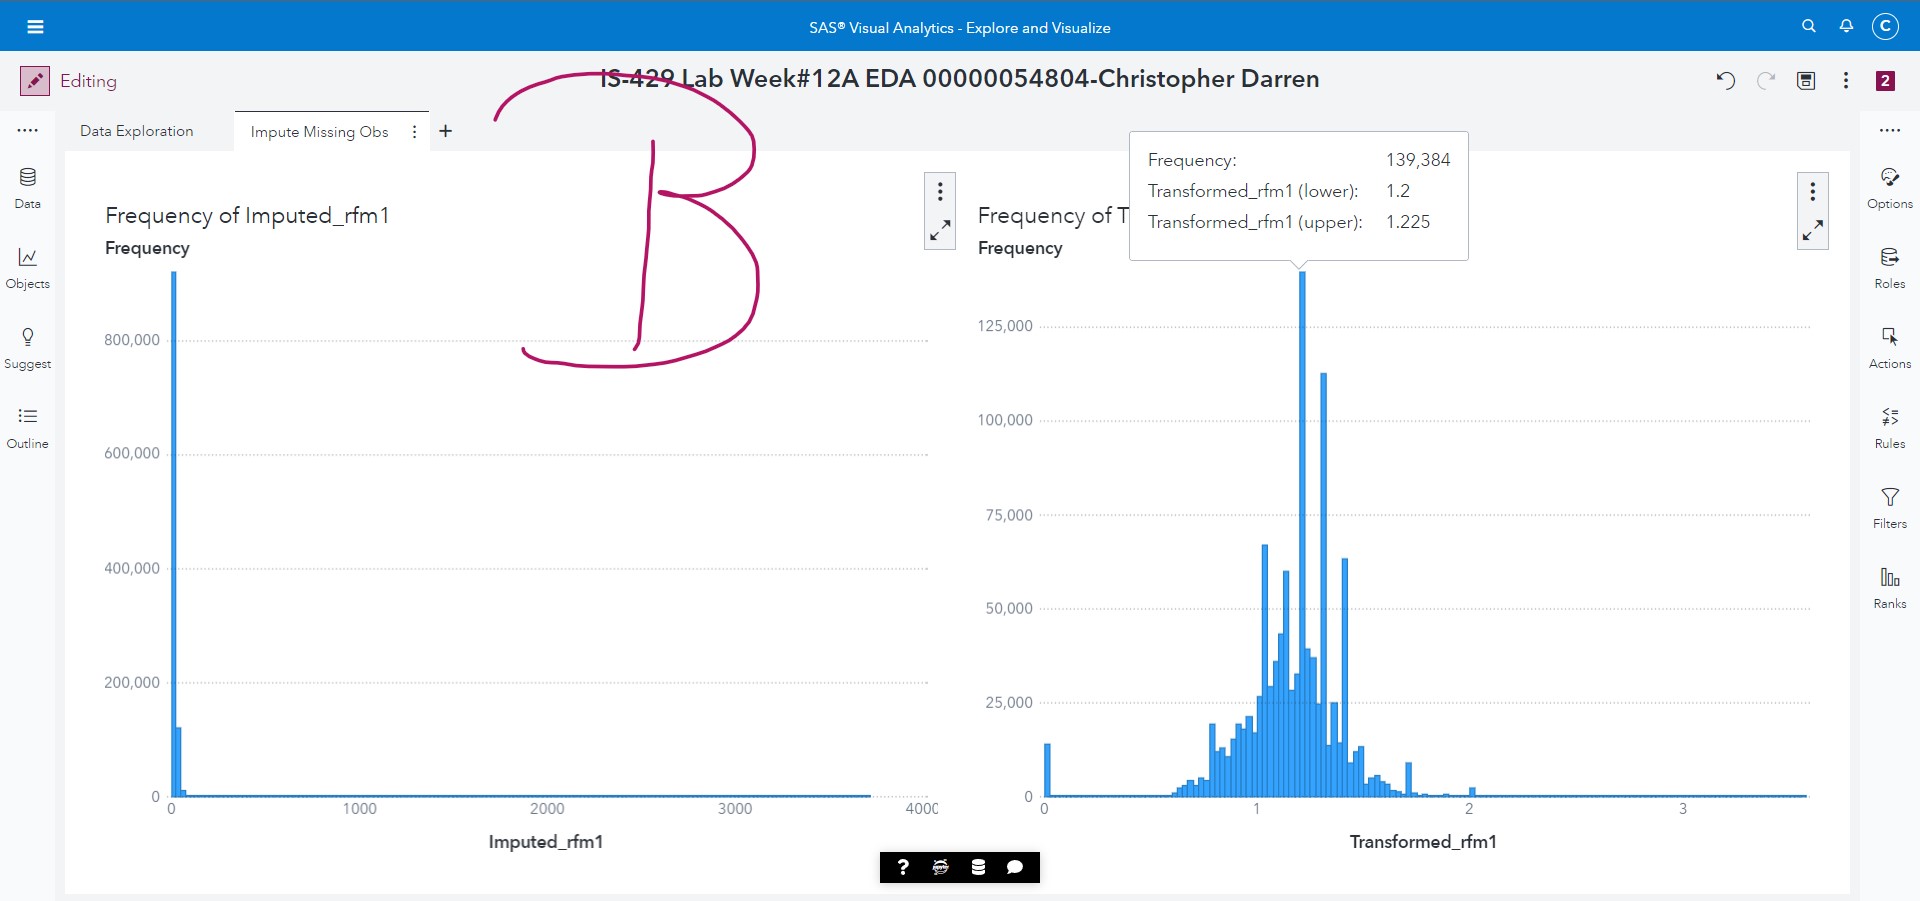 SAS® Visual Analytics - Explore and Visualize
C
Editing
IS-429 Lab Week#12A EDA 00000054804-Christopher Darren
2
Data Exploration
Impute Missing Obs
+
Data
Objects
Suggest
Outline
B
Frequency of Imputed_rfm1
Frequency
800,000
600,000
400,000
200,000
0
0 1000 2000 3000 4000
Imputed_rfm1
Frequency of T
Frequency
Frequency: 139,384
Transformed_rfm1 (lower): 1.2
Transformed_rfm1 (upper): 1.225
125,000
100,000
75,000
50,000
25,000
0
0 1 2 3
Transformed_rfm1
?
Options
Roles
Actions
Rules
Filters
Ranks